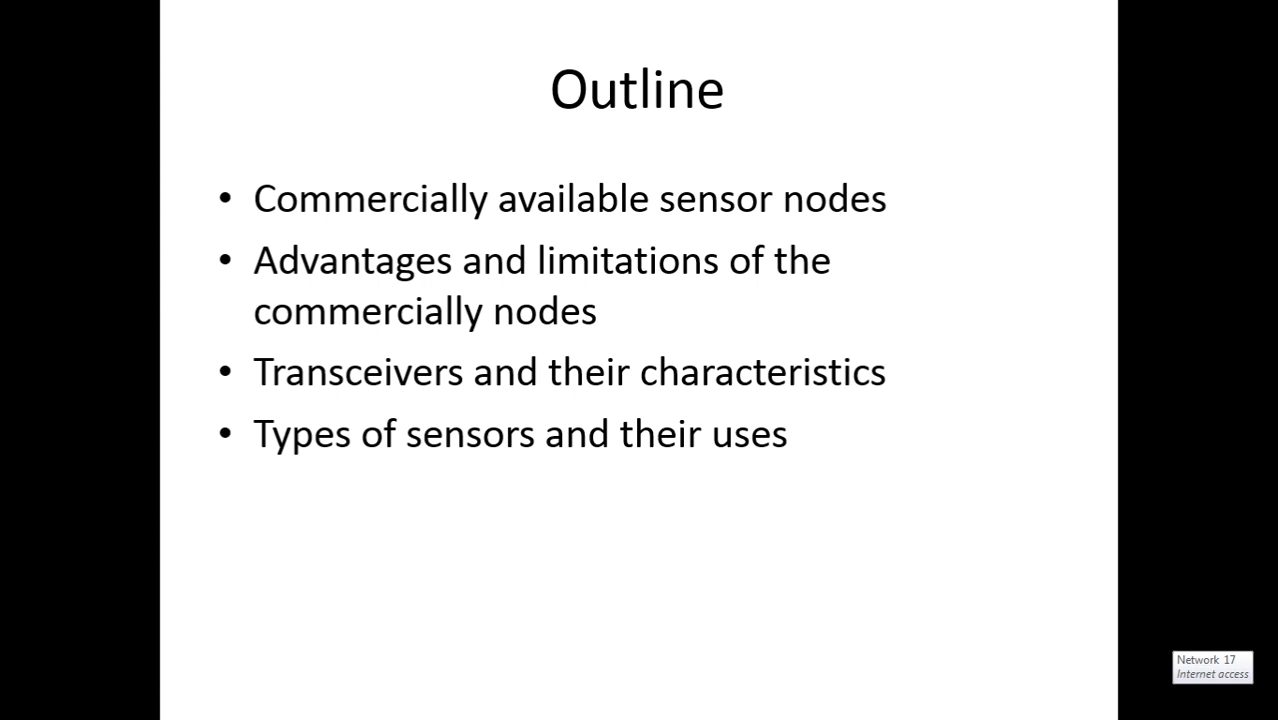 Outline
• Commercially available sensor nodes
• Advantages and limitations of the
commercially nodes
• Transceivers and their characteristics
• Types of sensors and their uses
Network 17
Internet access